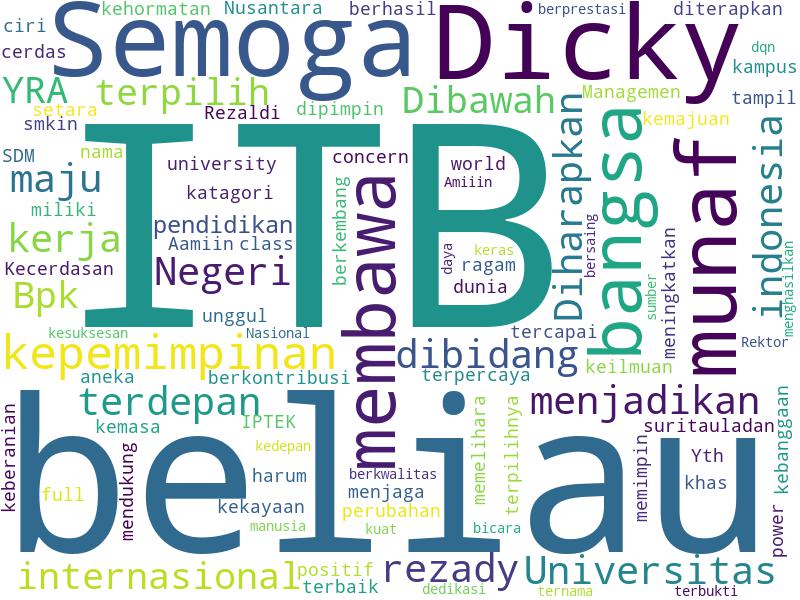 kehormatan Nusantara berhasil berprestasi diterapkan
ciri Semoga Dicky
cerdas dqn
kampus
YRA terpilih Dibawah Managemen tampil
setara Rezaldi dipimpin kemajuan
smkin ITB
SDM nama university concern world Diharapkan bangsa munaf indonesia
maju katagori Amiiin
miliki pendidikan berkembang membawa
kerja Aamiin class daya keras bersaing
Kecerdasan Negeri ragam sumber meningkatkan menghasilkan
Bpk dunia
unggul
kesuksesan Nasional tercapai Rektor
kepemimpinan dibidang keilmuan
aneka berkontribusi terpercaya
terdepan menjadikan
kemasa IPTEK suritauladan
keberanian beliau kebanggaan
mendukung kedepan memelihara terpilihnya memimpin Yth
full harum berkwalitas khas
kekayaan menjaga
manusia perubahan
kuat bicara power
internasional positif rezady Universitas
terbaik dedikasi ternama terbukti